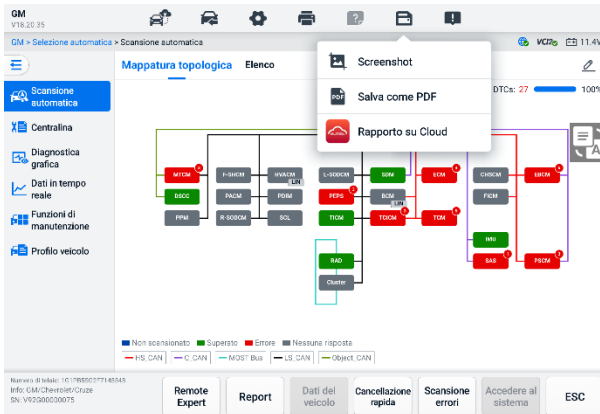 GM
V18.20.35
GM > Selezione automatica > Scansione automatica
VCI
11.4V
Mappatura topologica
Elenco
Screenshot
Salva come PDF
Rapporto su Cloud
DTCs: 27
100%
Scansione
automatica
Centralina
Diagnostica
grafica
Dati in tempo
reale
Funzioni di
manutenzione
Profilo veicolo
MTCM
F-SHCM
HVACM
LIN
L-SODCM
SDM
ECM
CHSCM
EBCM
DSCC
PACM
PDIM
PEPS
BCM
LIN
FICM
PPM
R-SODCM
SCL
TICM
TCM
IMU
RAD
SAS
PSCM
Cluster
Non scansionato
Superato
Errore
Nessuna risposta
HS_CAN
C_CAN
MOST Bus
LS_CAN
Object_CAN
Numero di telaio:
Info: GM/Chevrolet/Cruze
SN: V92G00000075
Remote
Expert
Report
Dati del
veicolo
Cancellazione
rapida
Scansione
errori
Accedere al
sistema
ESC